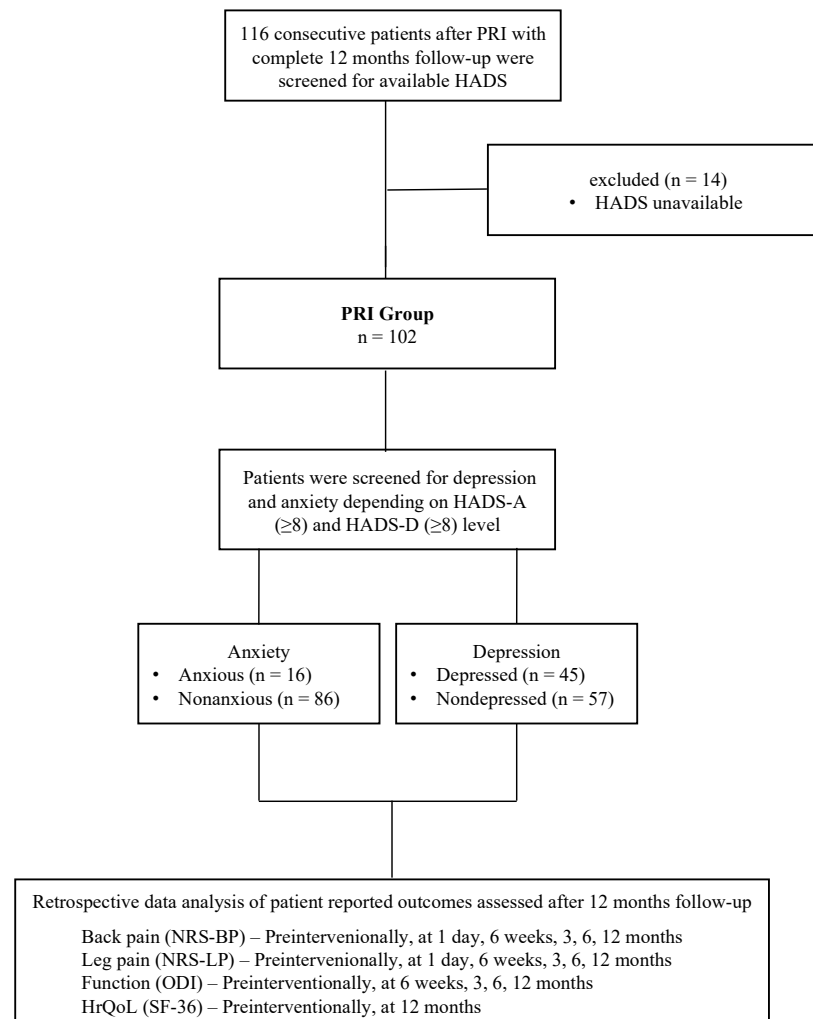 116 consecutive patients after PRI with
complete 12 months follow-up were
screened for available HADS
excluded (n = 14)
• HADS unavailable
PRI Group
n = 102
Patients were screened for depression
and anxiety depending on HADS-A
(≥8) and HADS-D (≥8) level
Anxiety
• Anxious (n = 16)
• Nonanxious (n = 86)
Depression
• Depressed (n = 45)
• Nondepressed (n = 57)
Retrospective data analysis of patient reported outcomes assessed after 12 months follow-up
Back pain (NRS-BP) – Preintervenionally, at 1 day, 6 weeks, 3, 6, 12 months
Leg pain (NRS-LP) – Preinterventionally, at 1 day, 6 weeks, 3, 6, 12 months
Function (ODI) – Preinterventionally, at 6 weeks, 3, 6, 12 months
HrQoL (SF-36) – Preinterventionally, at 12 months